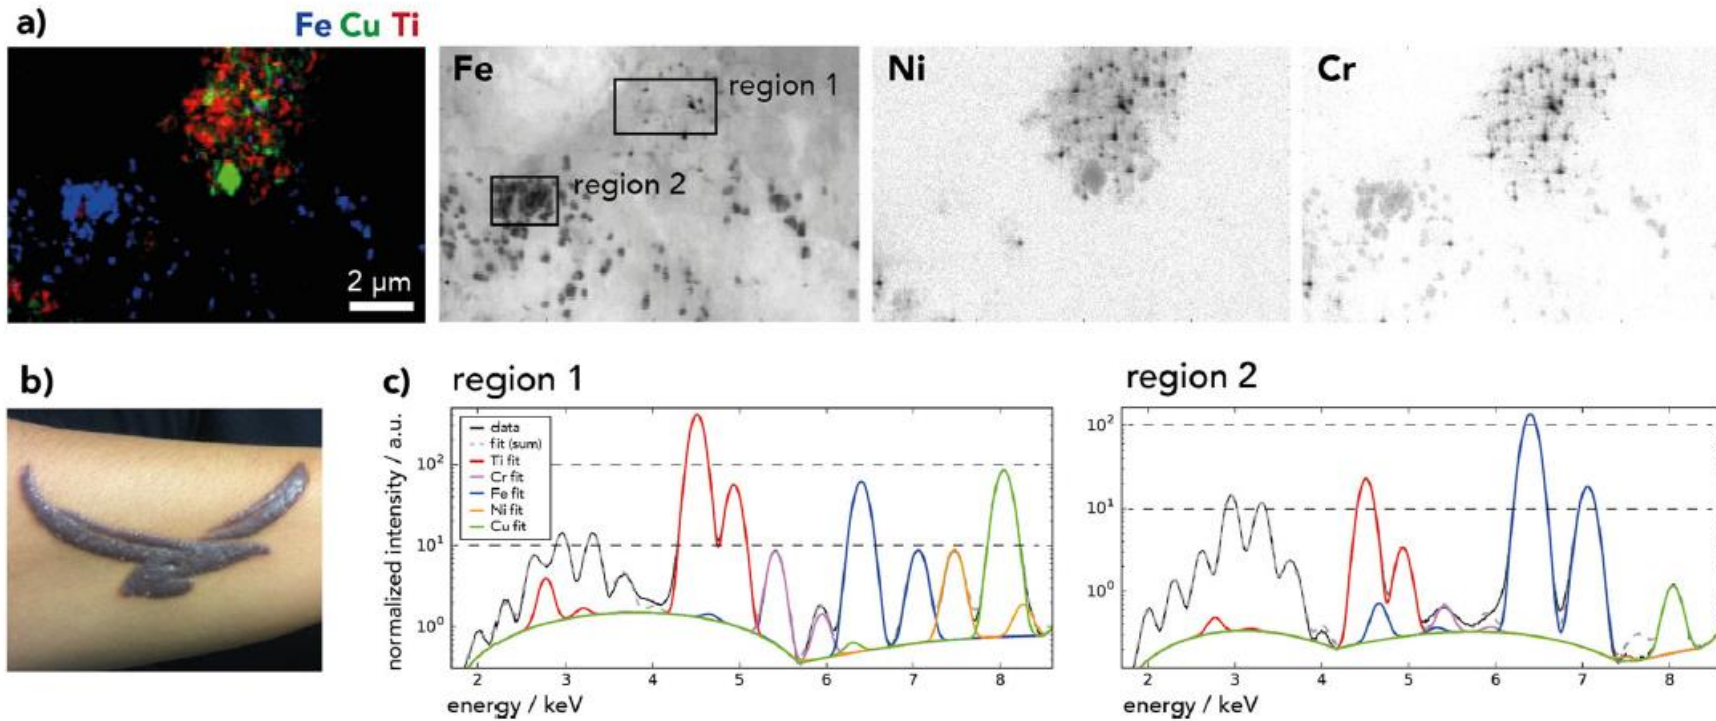 a)
Fe Cu Ti
2 µm
Fe
region 1
region 2
Ni
Cr
b)
c)
region 1
normalized intensity / a.u.
10²
10¹
10⁰
data
fit (sum)
Ti fit
Cr fit
Fe fit
Ni fit
Cu fit
2 3 4 5 6 7 8
energy / keV
region 2
10²
10¹
10⁰
2 3 4 5 6 7 8
energy / keV